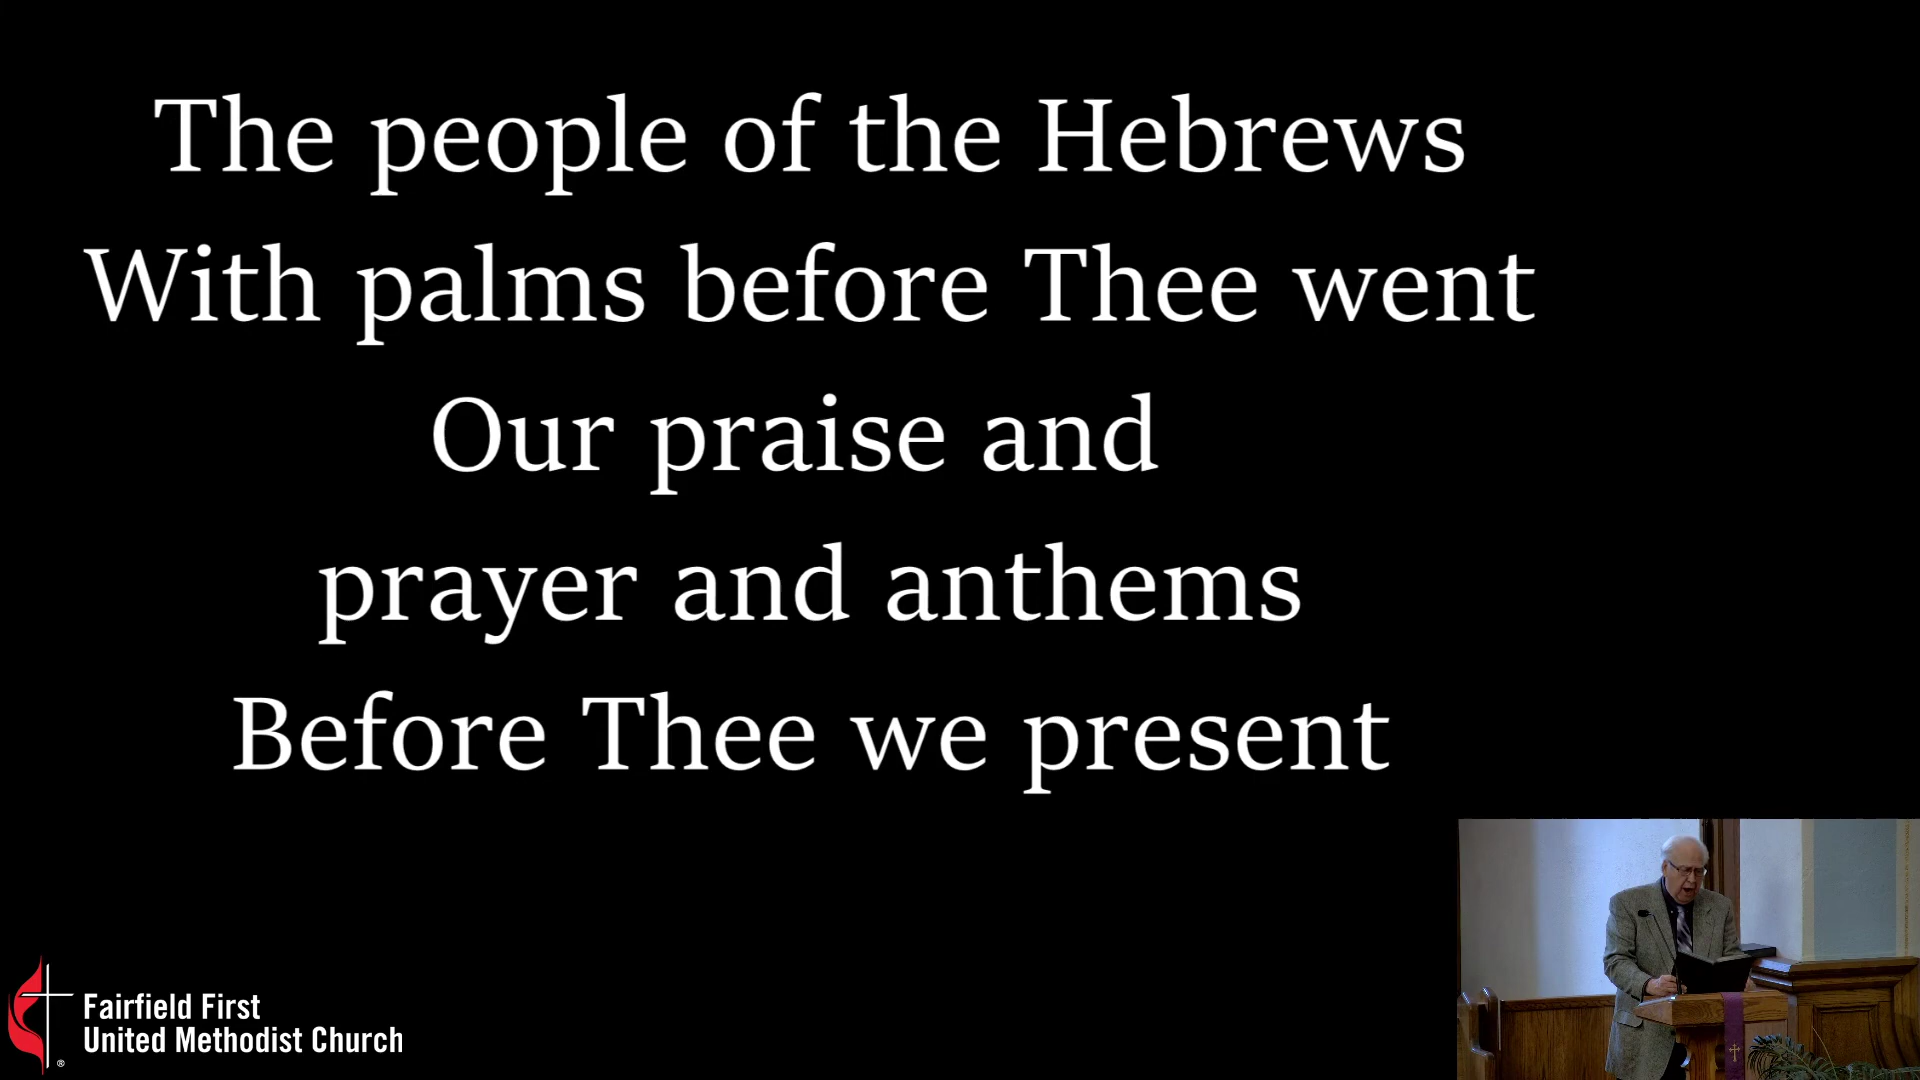 The people of the Hebrews
With palms before Thee went
Our praise and
prayer and anthems
Before Thee we present
Fairfield First
United Methodist Church
®